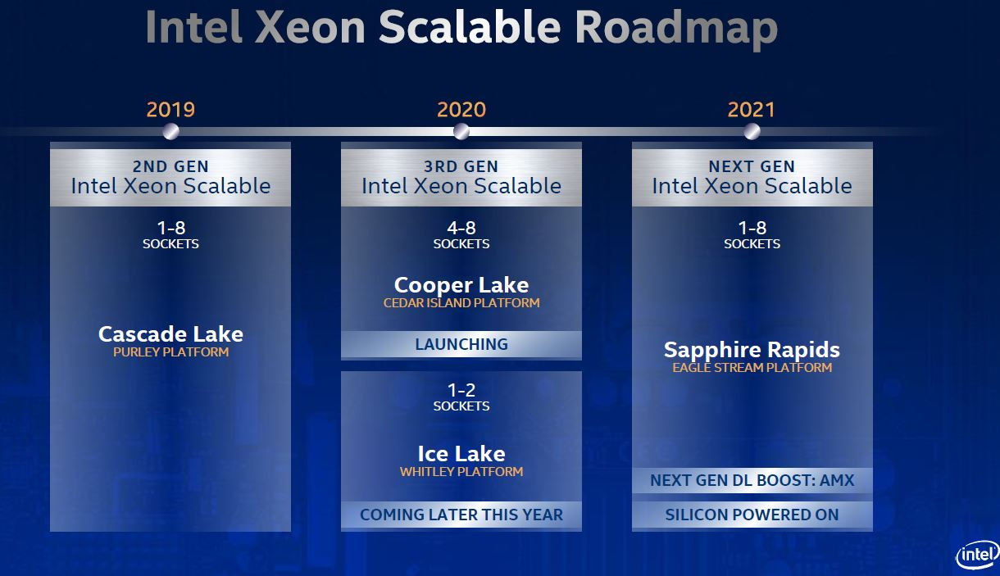 Intel Xeon Scalable Roadmap
2019
2020
2021
2ND GEN
Intel Xeon Scalable
1-8
SOCKETS
Cascade Lake
PURLEY PLATFORM
3RD GEN
Intel Xeon Scalable
4-8
SOCKETS
Cooper Lake
CEDAR ISLAND PLATFORM
LAUNCHING
1-2
SOCKETS
Ice Lake
WHITLEY PLATFORM
COMING LATER THIS YEAR
NEXT GEN
Intel Xeon Scalable
1-8
SOCKETS
Sapphire Rapids
EAGLE STREAM PLATFORM
NEXT GEN DL BOOST: AMX
SILICON POWERED ON
intel